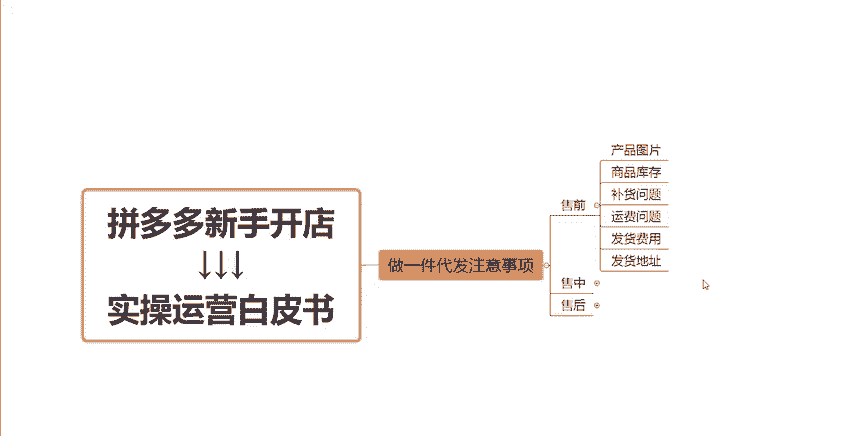 拼多多新手开店
↓↓↓
实操运营白皮书
做一件代发注意事项
售前
产品图片
商品库存
补货问题
运费问题
发货费用
发货地址
售中
售后